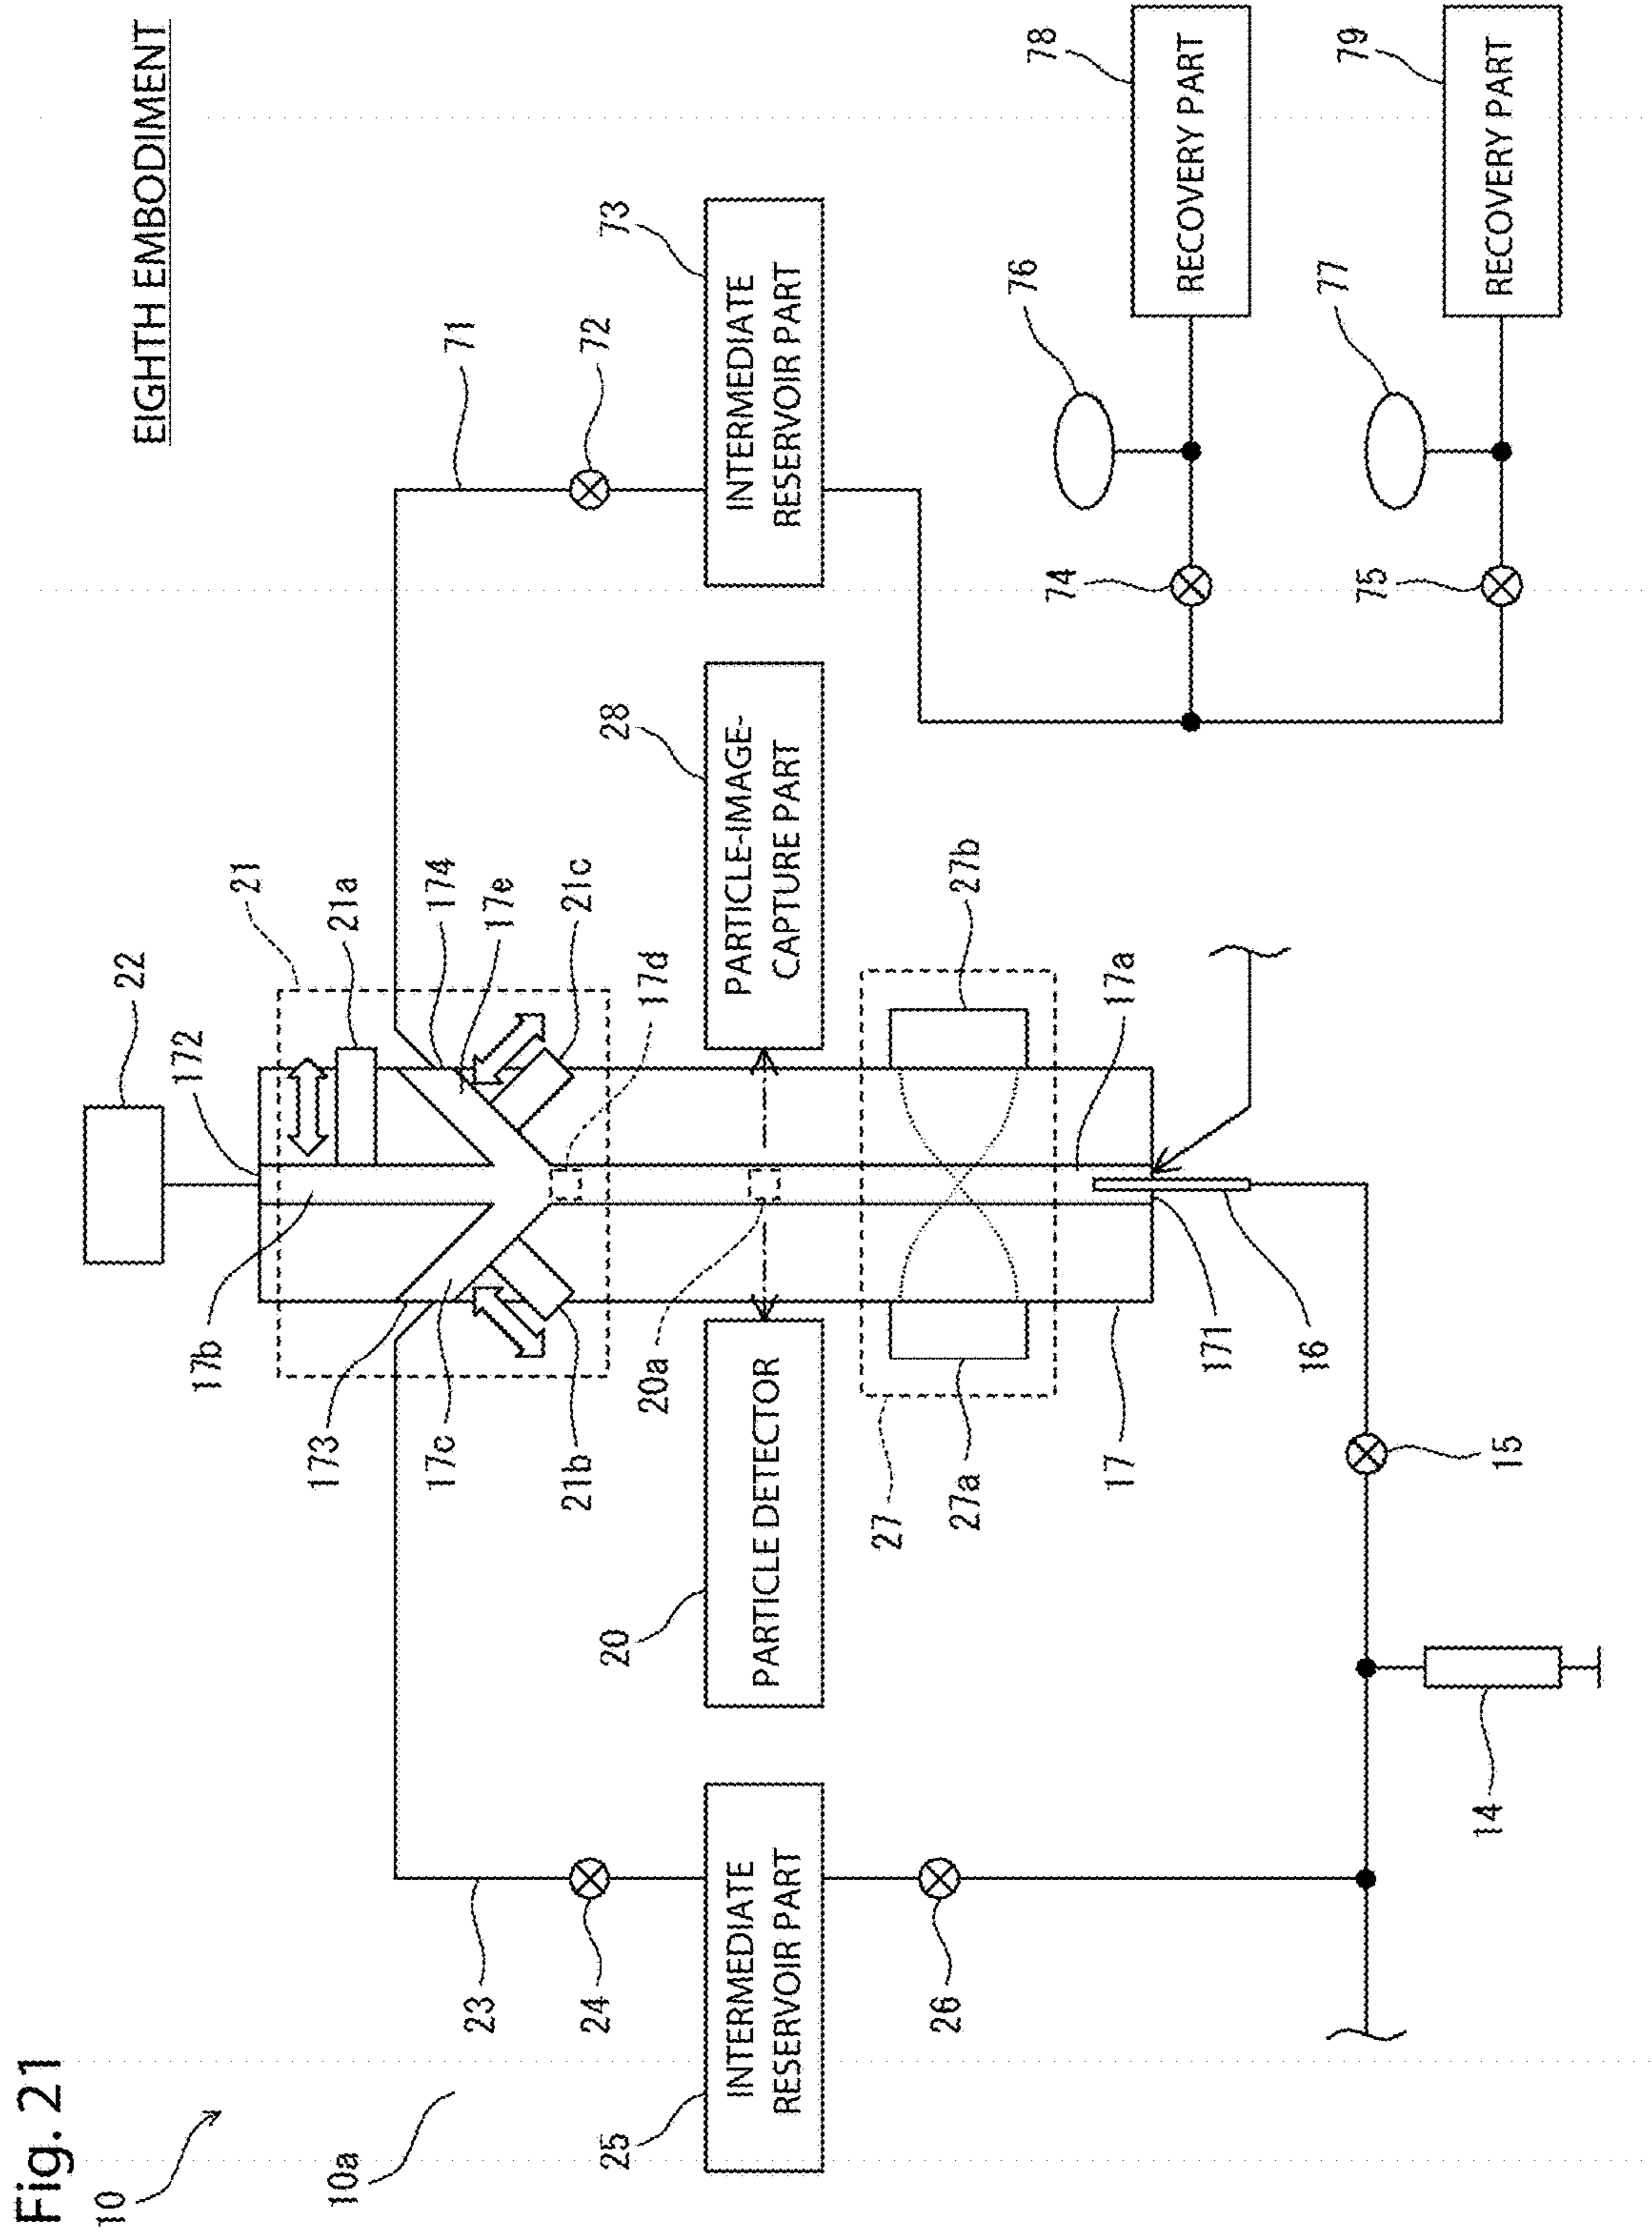 Fig. 21
EIGHTH EMBODIMENT
10
10a
22
172
21
21a
17b
173
174
17e
17c
21c
21b
17d
71
72
73
INTERMEDIATE
RESERVOIR PART
23
24
25
INTERMEDIATE
RESERVOIR PART
26
20
PARTICLE DETECTOR
20a
28
PARTICLE-IMAGE-
CAPTURE PART
27
27a
27b
17a
17
171
16
15
14
74
76
78
RECOVERY PART
75
77
79
RECOVERY PART